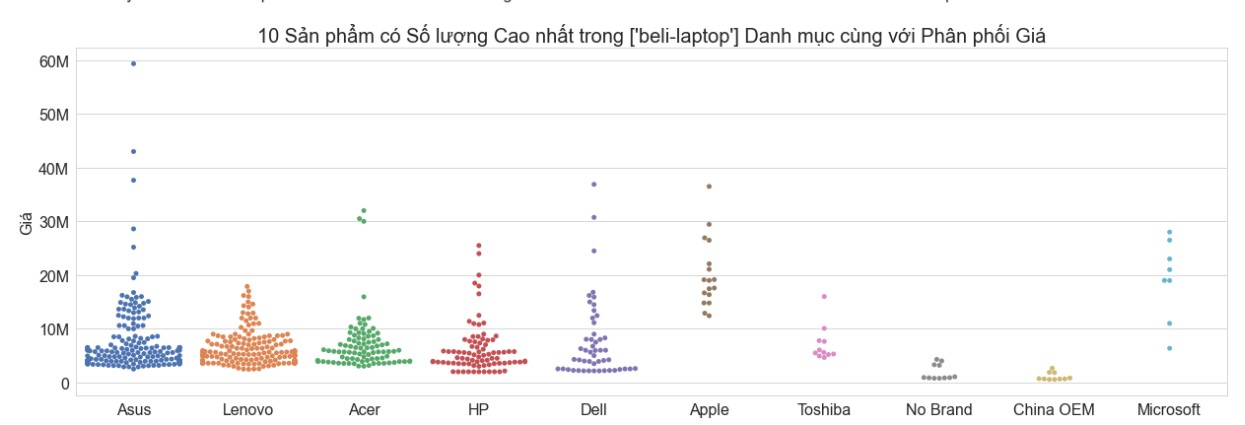 10 Sản phẩm có Số lượng Cao nhất trong ['beli-laptop'] Danh mục cùng với Phân phối Giá
60M
50M
40M
30M
20M
10M
0
Giá
Asus Lenovo Acer HP Dell Apple Toshiba No Brand China OEM Microsoft